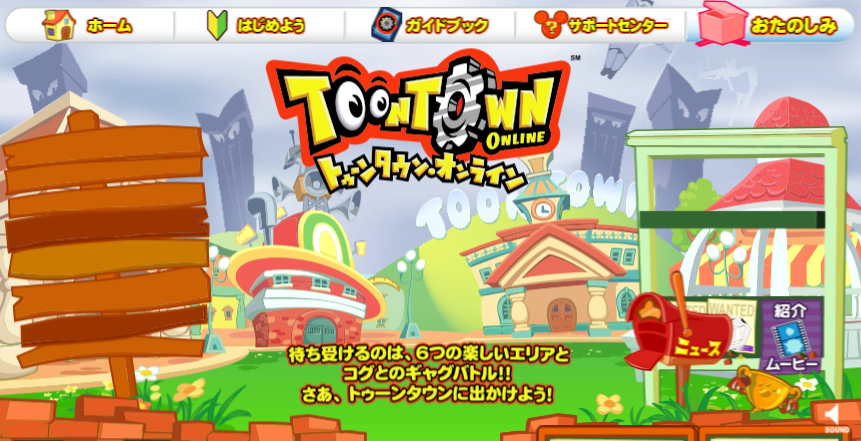 ホーム
はじめよう
ガイドブック
サポートセンター
おたのしみ
TOONTOWN
SM
ONLINE
トゥーンタウン・オンライン
TOONTOWN
WANTED
紹介
ムービー
ニュース
待ち受けるのは、6つの楽しいエリアと
コグとのギャグバトル!!
さあ、トゥーンタウンに出かけよう!
SOUND